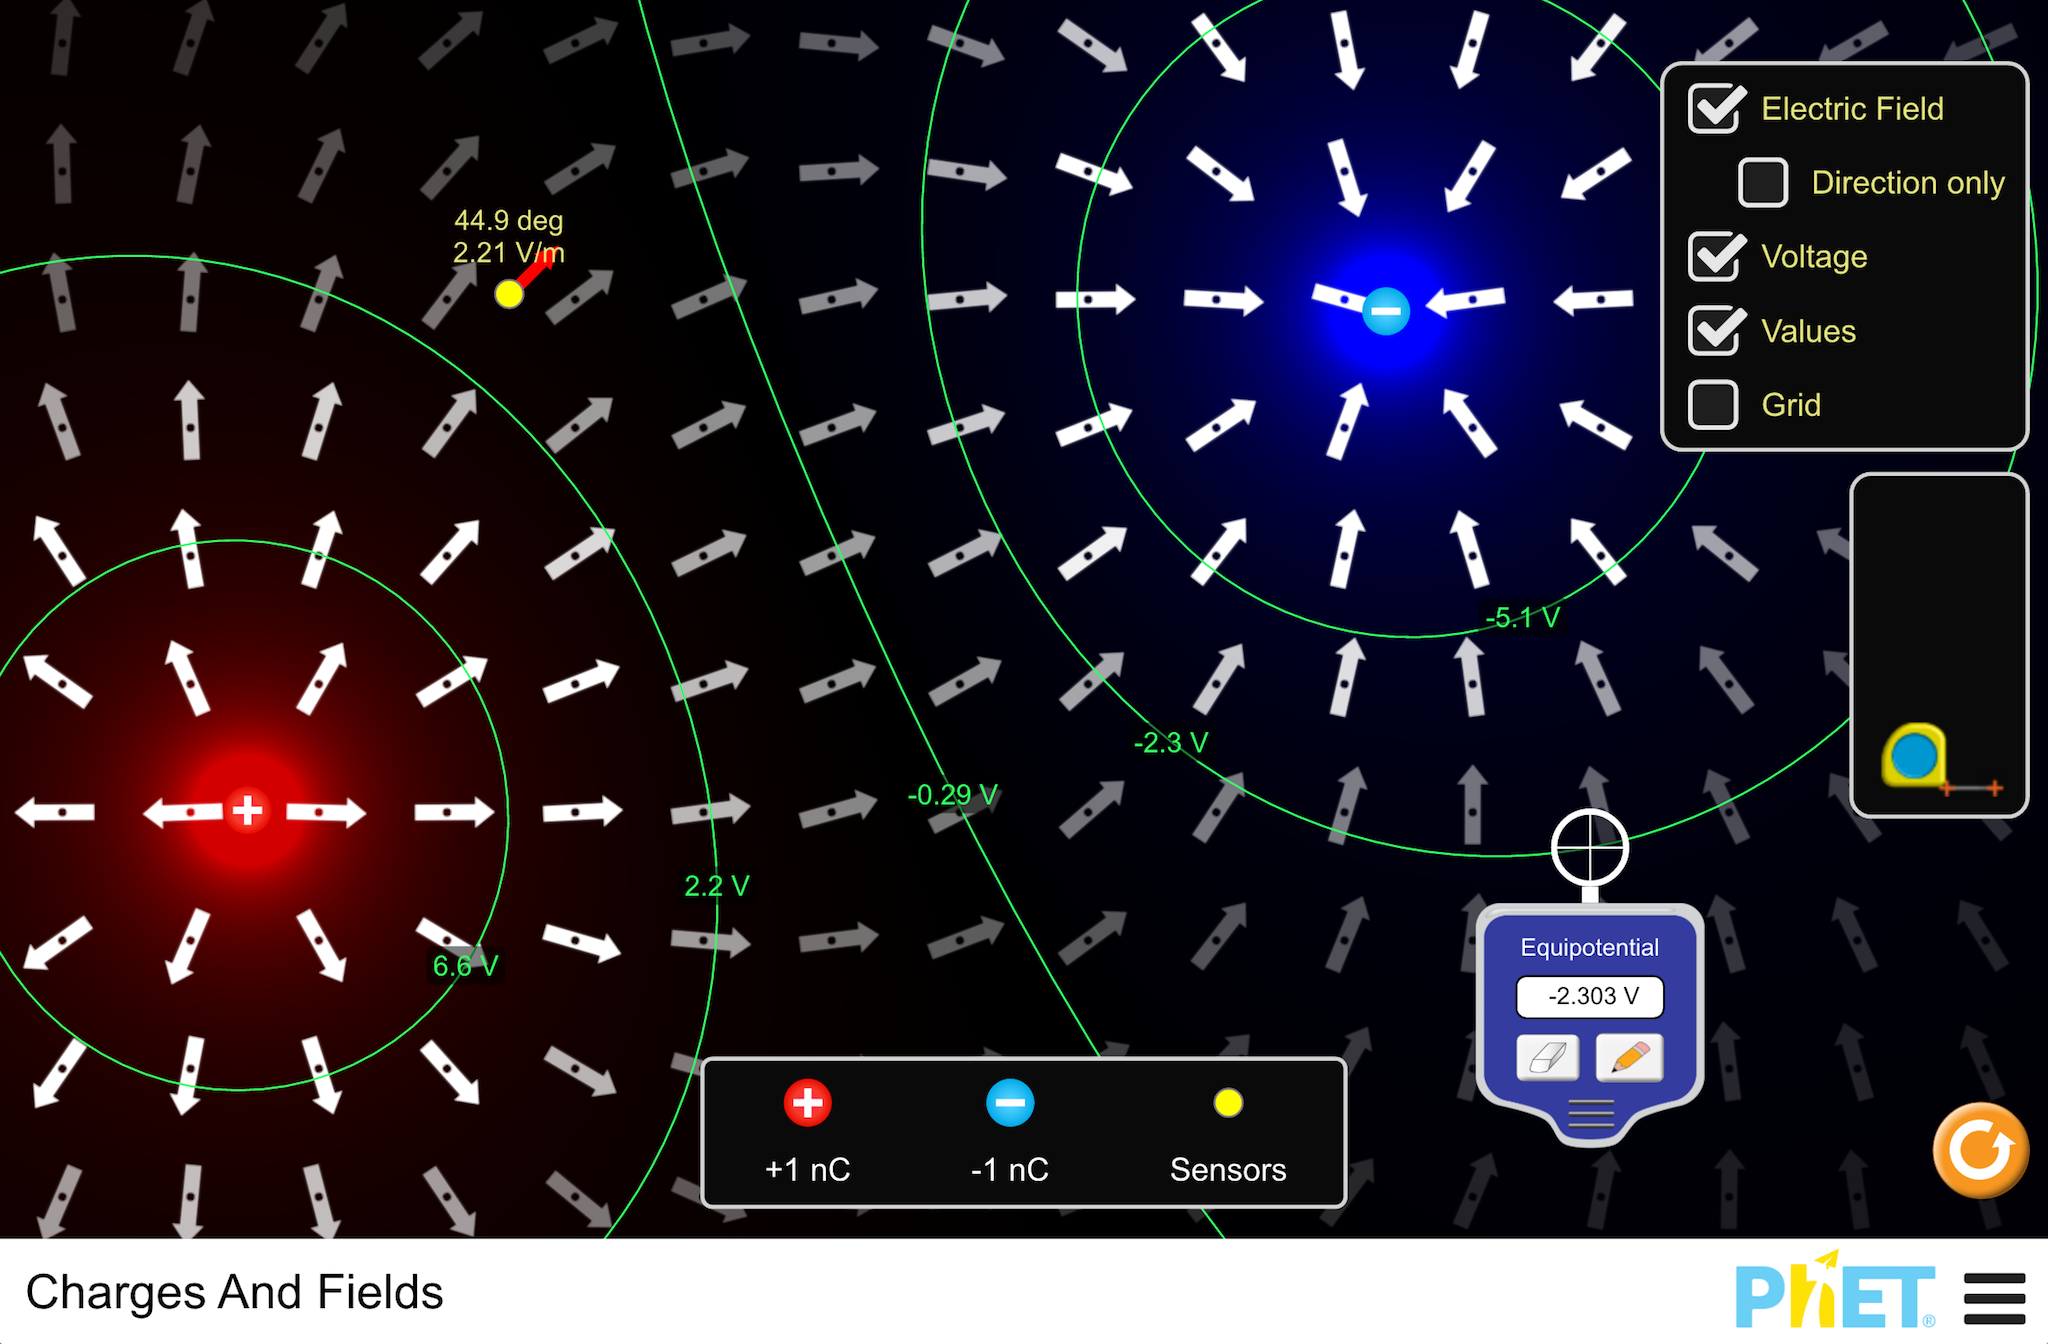 Electric Field
Direction only
44.9 deg
2.21 V/m
Voltage
Values
Grid
-5.1 V
-2.3 V
-0.29 V
2.2 V
6.6 V
Equipotential
-2.303 V
+1 nC
-1 nC
Sensors
Charges And Fields
PhET®